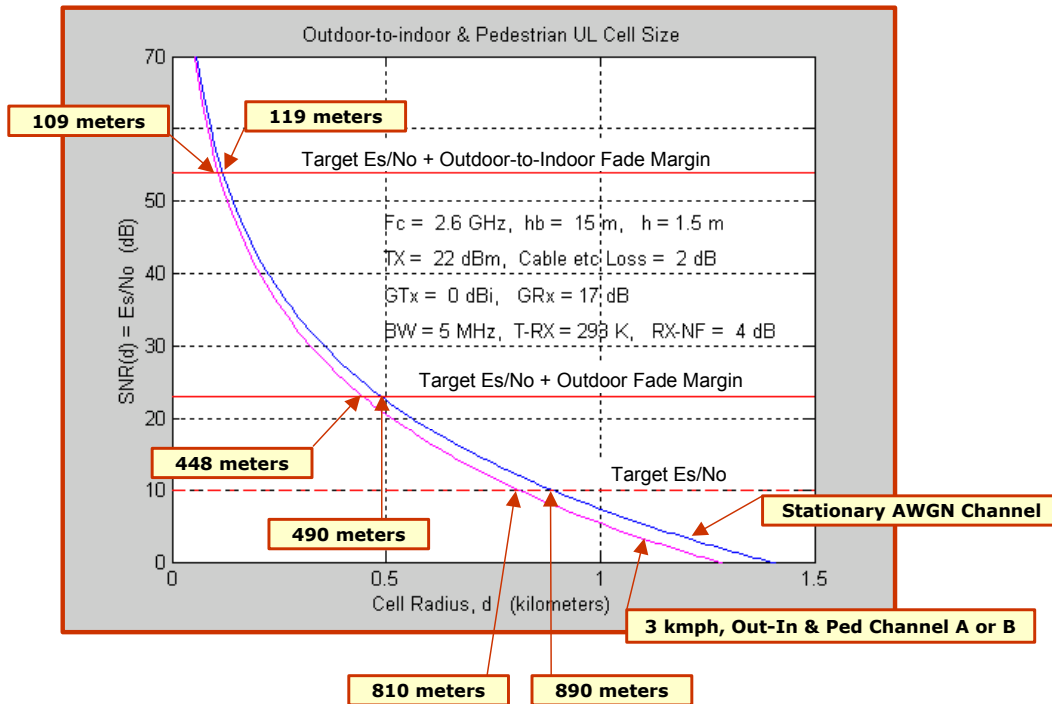 Outdoor-to-indoor & Pedestrian UL Cell Size
70
109 meters
119 meters
Target Es/No + Outdoor-to-Indoor Fade Margin
50
Fc = 2.6 GHz, hb = 15 m, h = 1.5 m
TX = 22 dBm, Cable etc Loss = 2 dB
40
GTx = 0 dBi, GRx = 17 dB
BW = 5 MHz, T-RX = 293 K, RX-NF = 4 dB
30
SNR(d) = Es/No (dB)
Target Es/No + Outdoor Fade Margin
20
448 meters
Target Es/No
10
Stationary AWGN Channel
490 meters
0
0
0.5
1
1.5
Cell Radius, d (kilometers)
3 kmph, Out-In & Ped Channel A or B
810 meters
890 meters